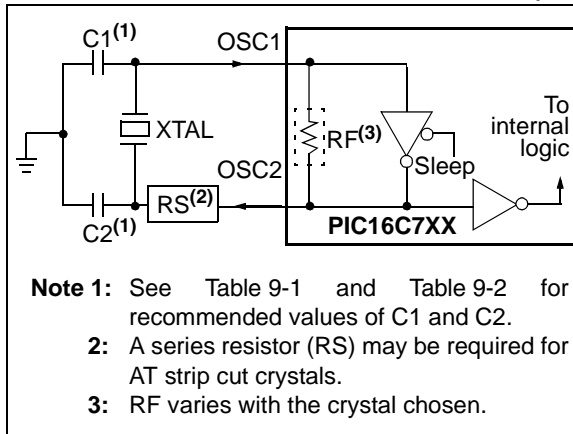 C1(1)
OSC1
XTAL
RF(3)
To
internal
logic
OSC2
Sleep
RS(2)
C2(1)
PIC16C7XX
Note 1: See Table 9-1 and Table 9-2 for
recommended values of C1 and C2.
2: A series resistor (RS) may be required for
AT strip cut crystals.
3: RF varies with the crystal chosen.